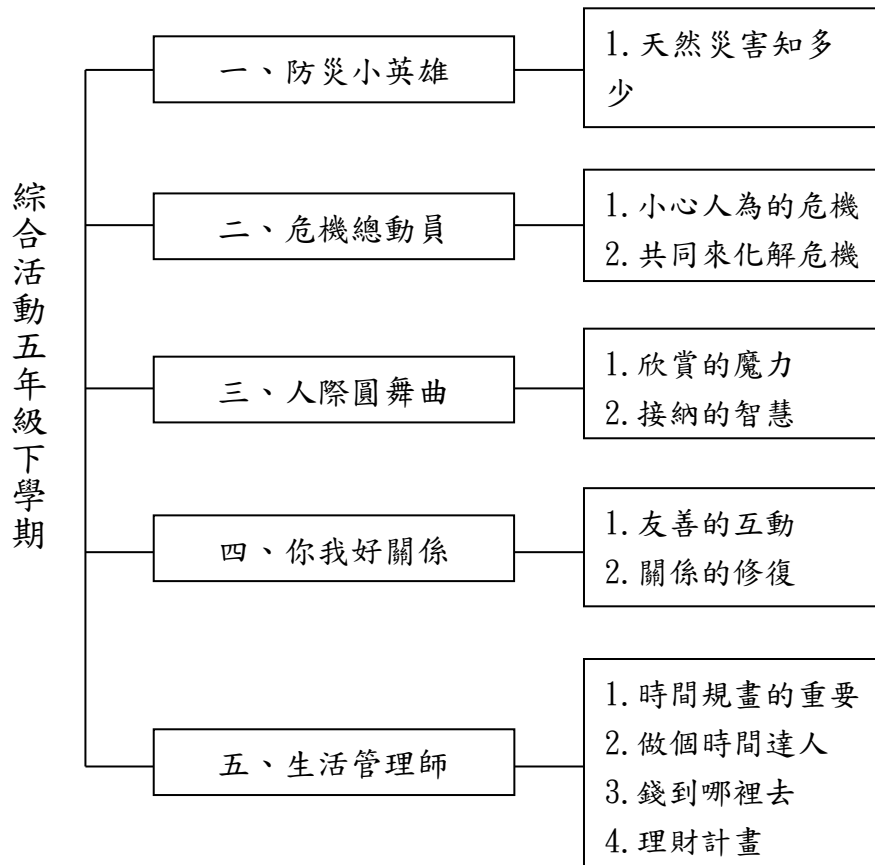 綜合活動五年級下學期
一、防災小英雄
1.天然災害知多
少
二、危機總動員
1.小心人為的危機
2.共同來化解危機
三、人際圓舞曲
1.欣賞的魔力
2.接納的智慧
四、你我好關係
1.友善的互動
2.關係的修復
五、生活管理師
1.時間規畫的重要
2.做個時間達人
3.錢到哪裡去
4.理財計畫